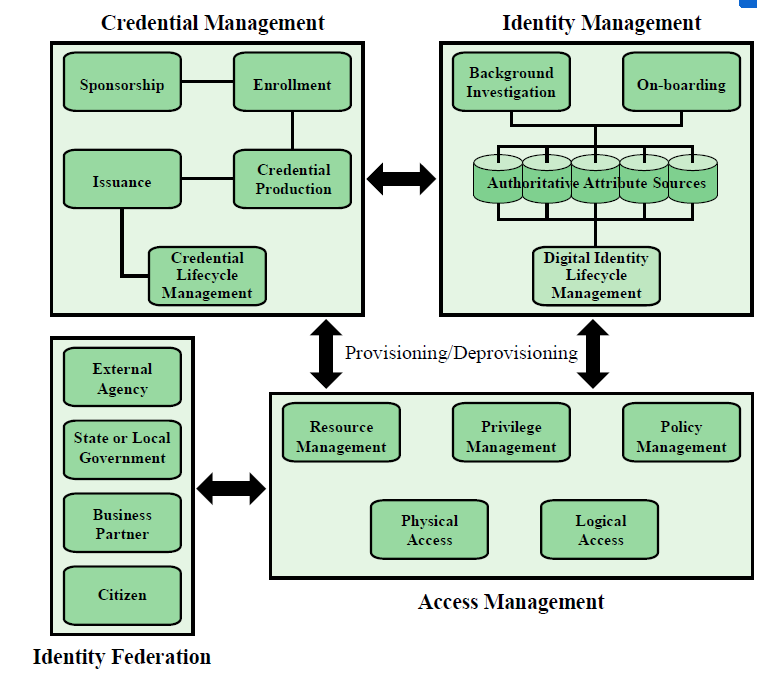 Credential Management
Sponsorship
Enrollment
Issuance
Credential
Production
Credential
Lifecycle
Management
Identity Management
Background
Investigation
On-boarding
Authoritative Attribute Sources
Digital Identity
Lifecycle
Management
Provisioning/Deprovisioning
External
Agency
State or Local
Government
Business
Partner
Citizen
Identity Federation
Resource
Management
Privilege
Management
Policy
Management
Physical
Access
Logical
Access
Access Management